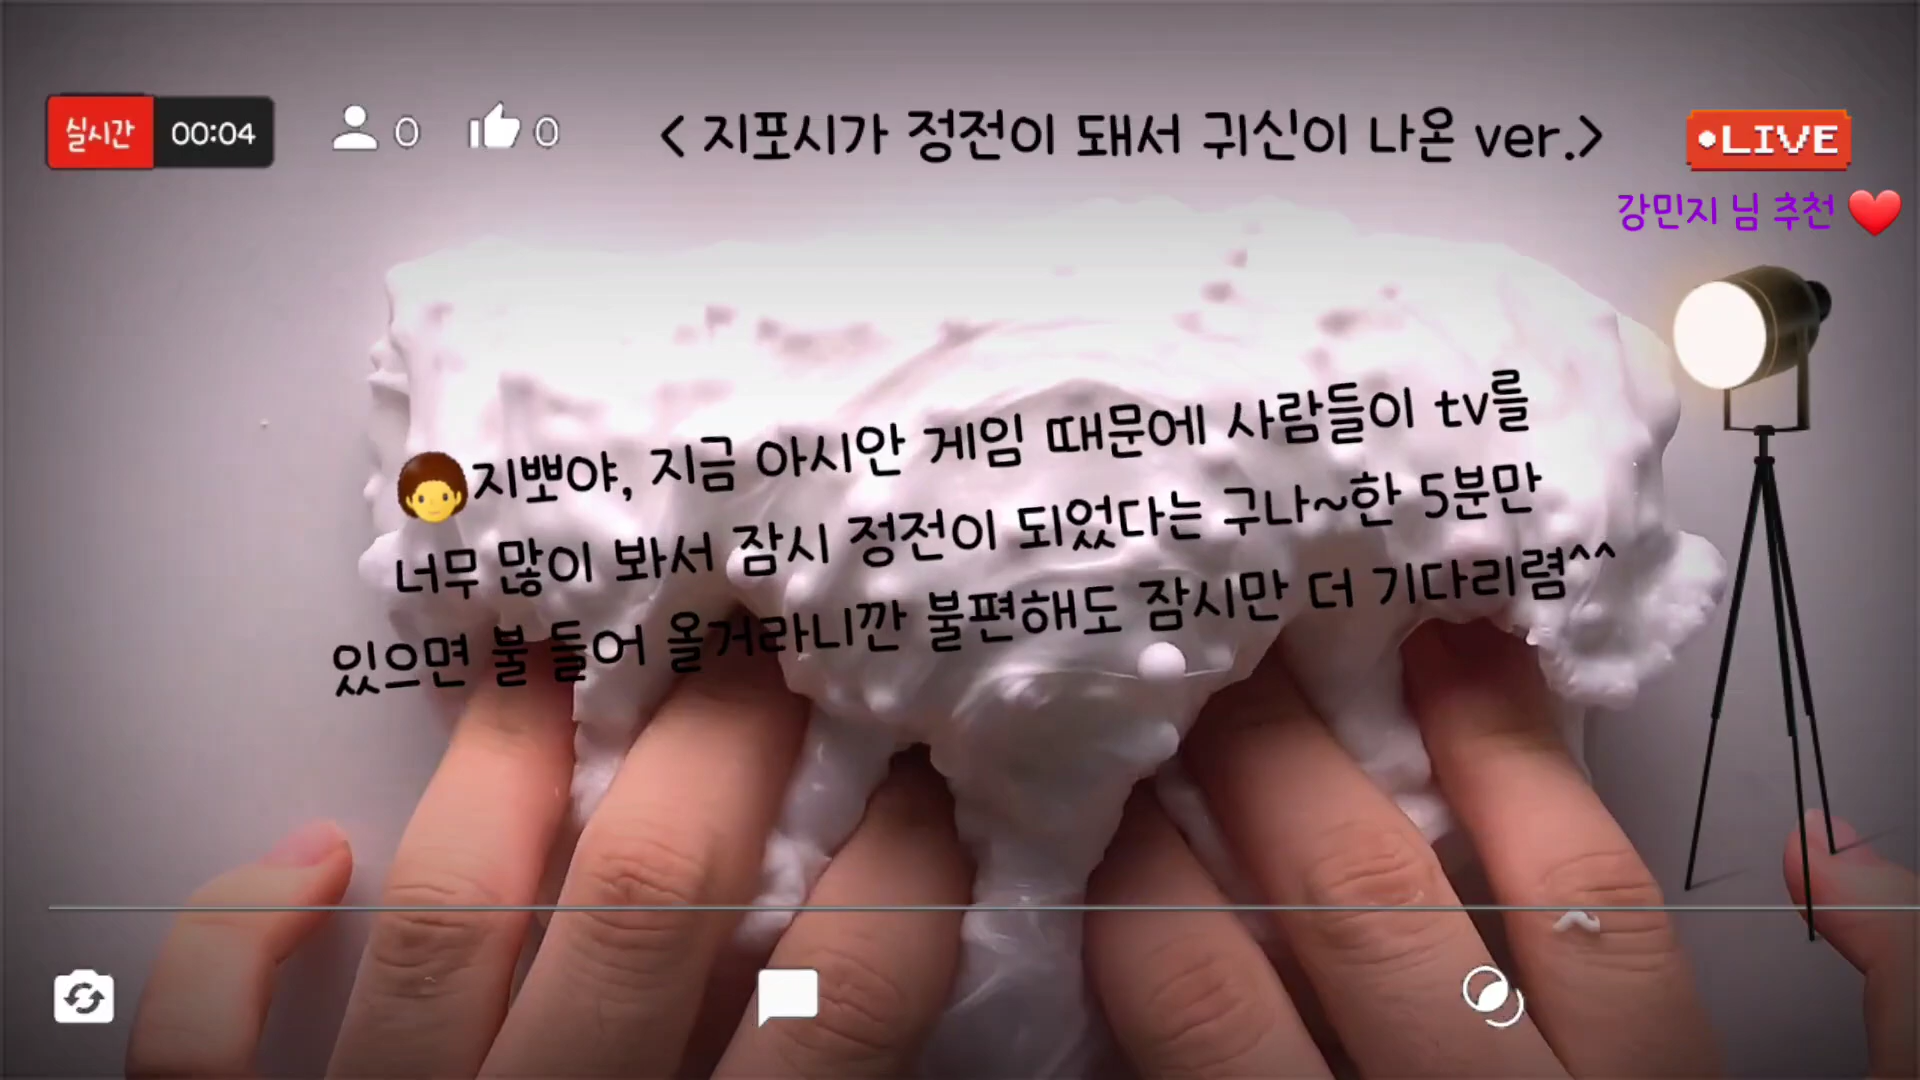 실시간 00:04 0 0 < 지포시가 정전이 돼서 귀신이 나온 ver.> •LIVE
강민지 님 추천
지뽀야, 지금 아시안 게임 때문에 사람들이 tv를
너무 많이 봐서 잠시 정전이 되었다는 구나~한 5분만
있으면 불 들어 올거라니깐 불편해도 잠시만 더 기다리렴^^